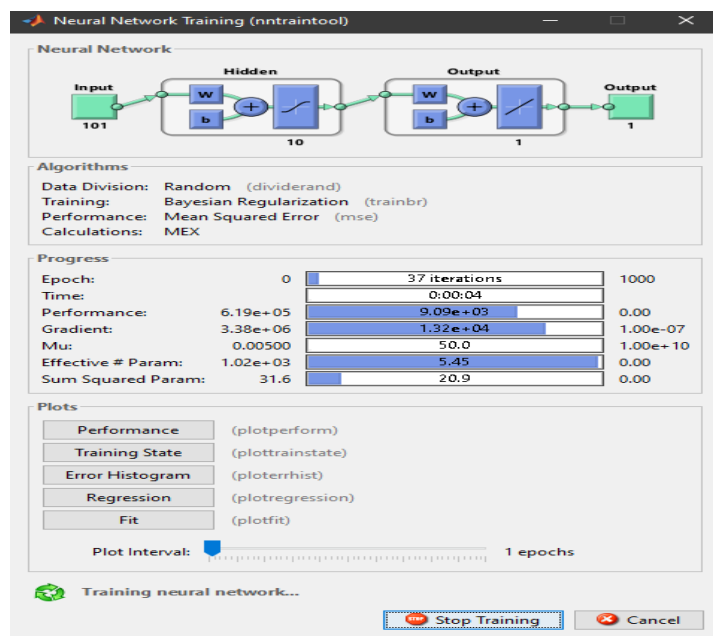 Neural Network Training (nntraintool)
Neural Network
Hidden
Output
Input
Output
W
W
+
+
b
b
101
10
1
1
Algorithms
Data Division: Random (dividerand)
Training: Bayesian Regularization (trainbr)
Performance: Mean Squared Error (mse)
Calculations: MEX
Progress
Epoch: 0 37 iterations 1000
Time: 0:00:04
Performance: 6.19e+05 9.09e+03 0.00
Gradient: 3.38e+06 1.32e+04 1.00e-07
Mu: 0.00500 50.0 1.00e+10
Effective # Param: 1.02e+03 5.45 0.00
Sum Squared Param: 31.6 20.9 0.00
Plots
Performance (plotperform)
Training State (plottrainstate)
Error Histogram (ploterrhist)
Regression (plotregression)
Fit (plotfit)
Plot Interval: 1 epochs
Training neural network...
STOP Stop Training Cancel